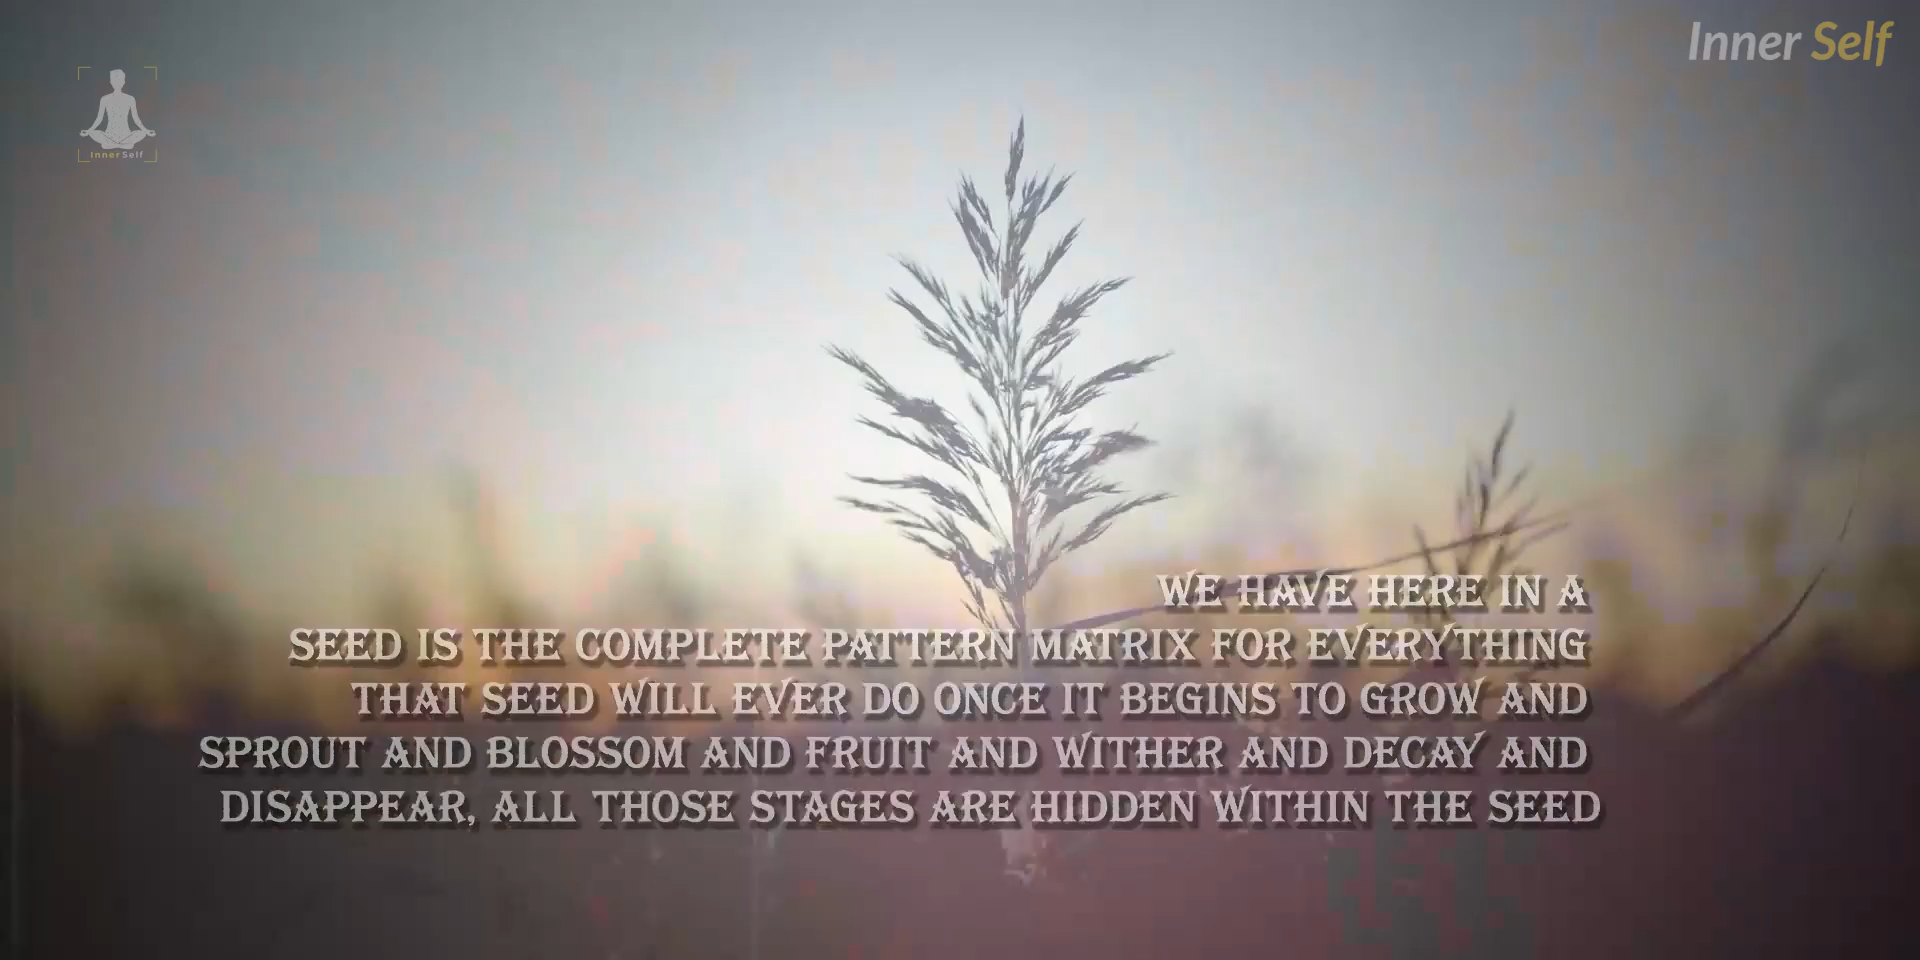 Inner Self
InnerSelf
WE HAVE HERE IN A
SEED IS THE COMPLETE PATTERN MATRIX FOR EVERYTHING
THAT SEED WILL EVER DO ONCE IT BEGINS TO GROW AND
SPROUT AND BLOSSOM AND FRUIT AND WITHER AND DECAY AND
DISAPPEAR, ALL THOSE STAGES ARE HIDDEN WITHIN THE SEED